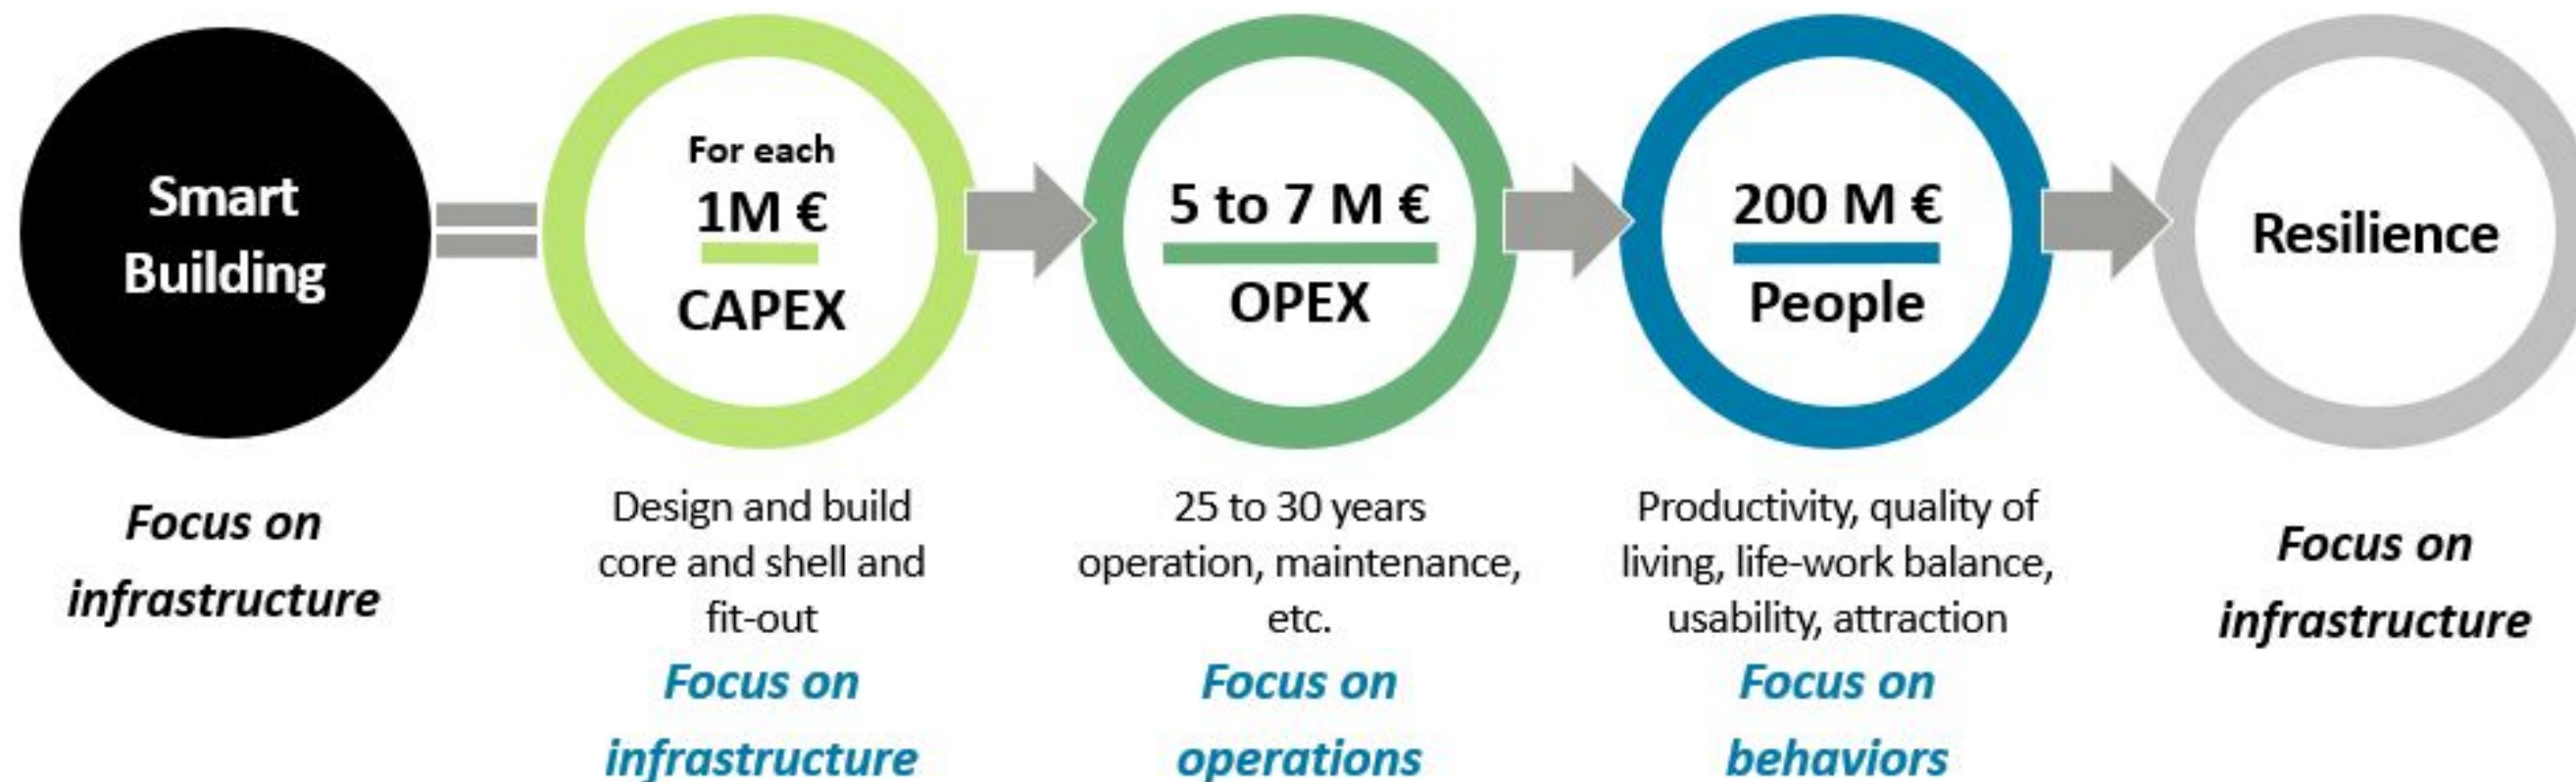 Smart
Building
Focus on
infrastructure
For each
1M €
CAPEX
Design and build
core and shell and
fit-out
Focus on
infrastructure
5 to 7 M €
OPEX
25 to 30 years
operation, maintenance,
etc.
Focus on
operations
200 M €
People
Productivity, quality of
living, life-work balance,
usability, attraction
Focus on
behaviors
Resilience
Focus on
infrastructure